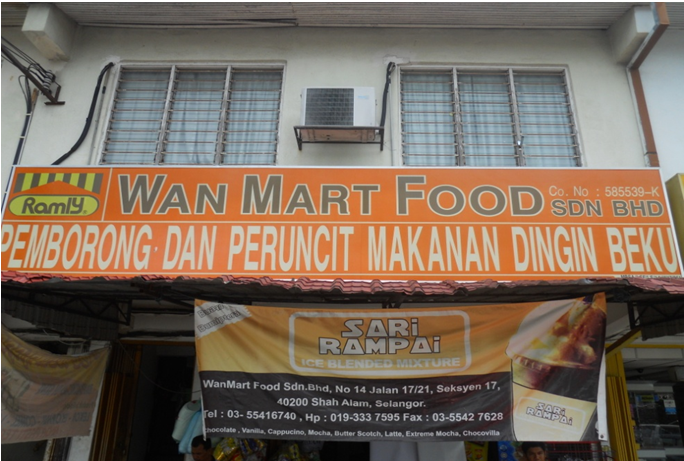 Ramly
WAN MART FOOD
Co. No : 585539-K
SDN BHD
PEMBORONG DAN PERUNCIT MAKANAN DINGIN BEKU
SARi
RAMPAi
ICE BLENDED MIXTURE
WanMart Food Sdn.Bhd, No 14 Jalan 17/21, Seksyen 17,
40200 Shah Alam, Selangor.
Tel : 03- 55416740 , Hp : 019-333 7595 Fax : 03-5542 7628
Chocolate , Vanilla, Cappucino, Mocha, Butter Scotch, Latte, Extreme Mocha, Chocovilla
SARi
RAMPAi